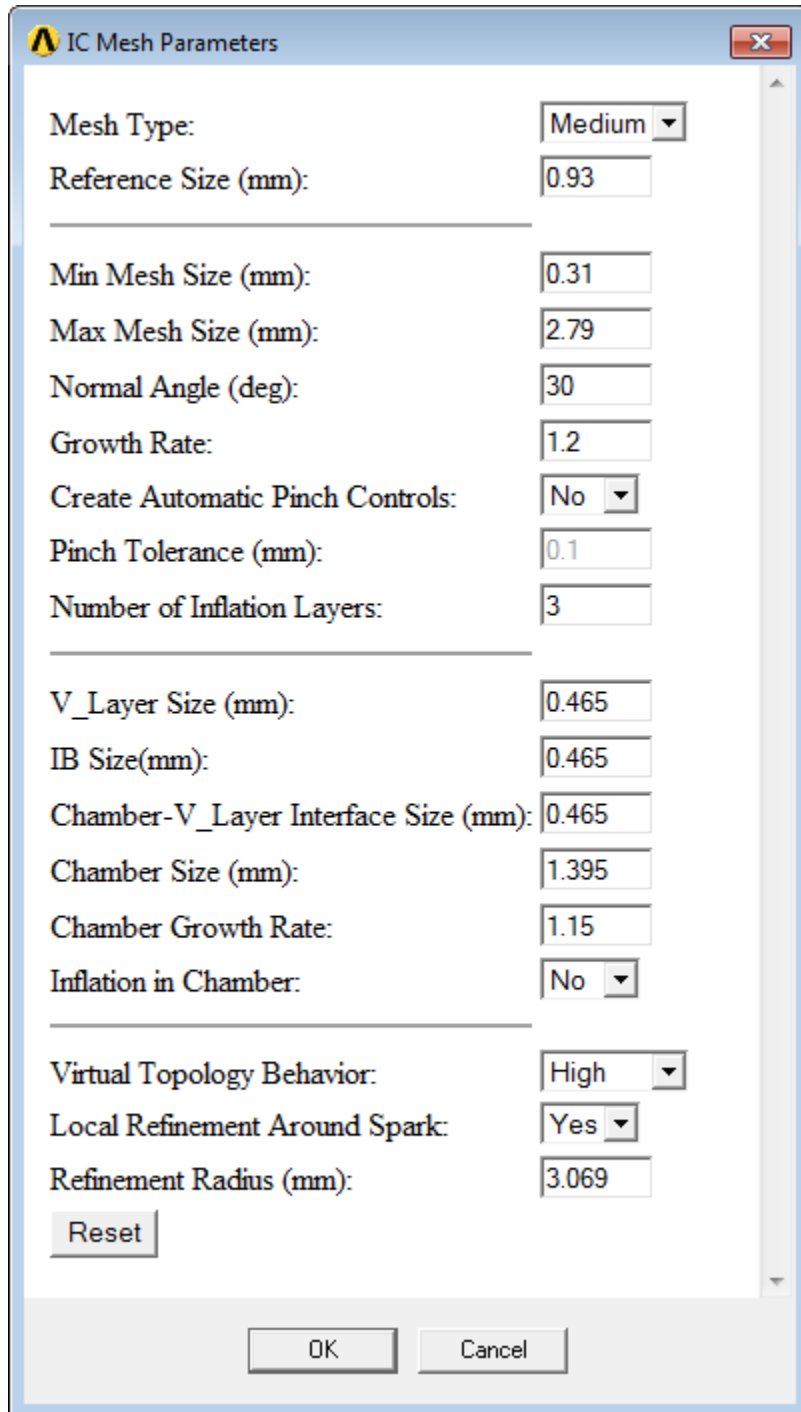 IC Mesh Parameters
Mesh Type: Medium
Reference Size (mm): 0.93
Min Mesh Size (mm): 0.31
Max Mesh Size (mm): 2.79
Normal Angle (deg): 30
Growth Rate: 1.2
Create Automatic Pinch Controls: No
Pinch Tolerance (mm): 0.1
Number of Inflation Layers: 3
V_Layer Size (mm): 0.465
IB Size(mm): 0.465
Chamber-V_Layer Interface Size (mm): 0.465
Chamber Size (mm): 1.395
Chamber Growth Rate: 1.15
Inflation in Chamber: No
Virtual Topology Behavior: High
Local Refinement Around Spark: Yes
Refinement Radius (mm): 3.069
Reset
OK Cancel